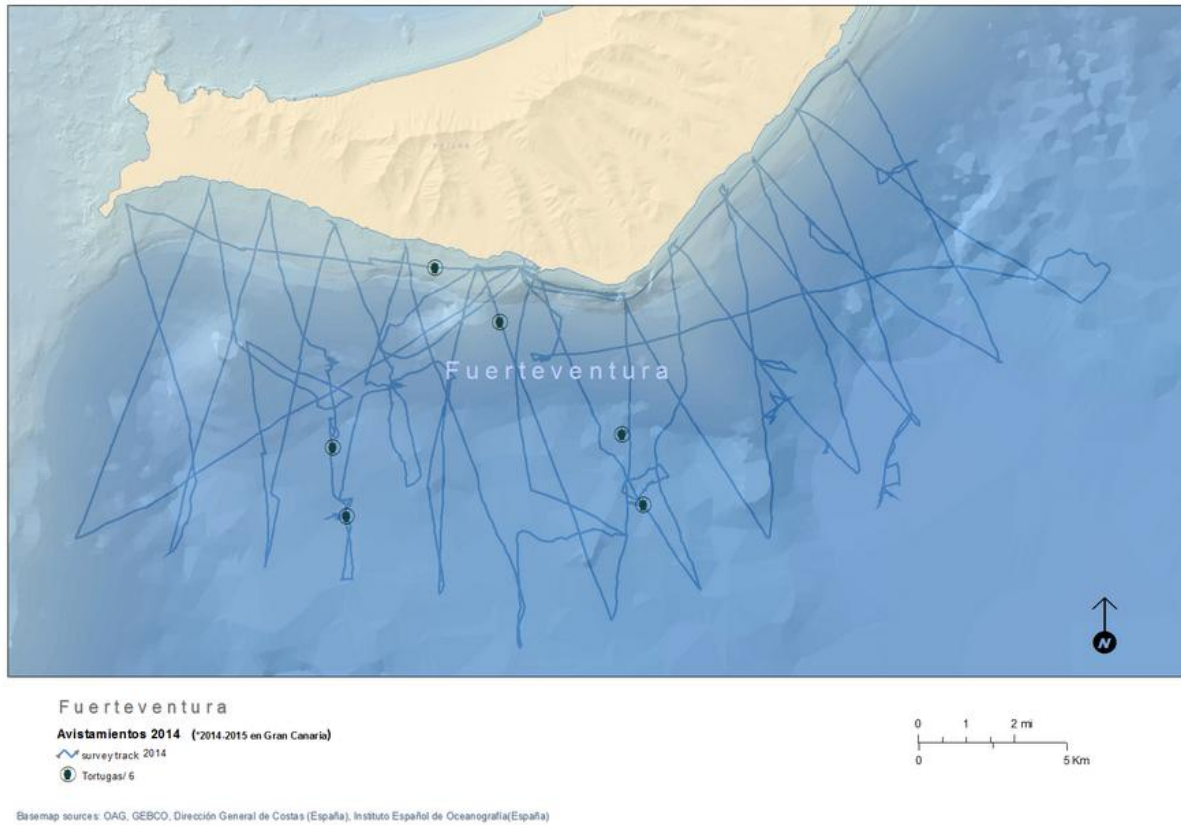 Fuerteventura
N
Fuerteventura
Avistamientos 2014 (*2014-2015 en Gran Canaria)
survey track 2014
Tortugas/ 6
0 1 2 mi
0 5 Km
Basemap sources: OAG, GEBCO, Dirección General de Costas (España), Instituto Español de Oceanografía(España)